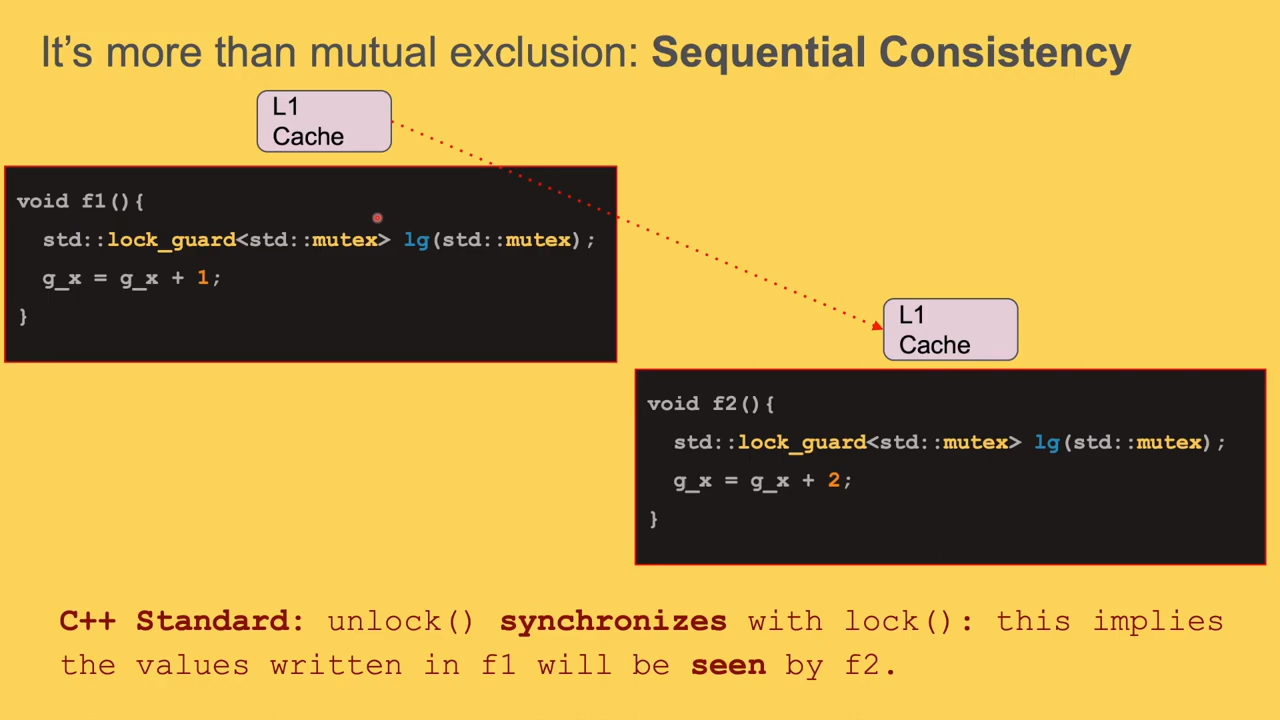 It's more than mutual exclusion: Sequential Consistency
L1
Cache
void f1(){
std::lock_guard<std::mutex> lg(std::mutex);
g_x = g_x + 1;
}
L1
Cache
void f2(){
std::lock_guard<std::mutex> lg(std::mutex);
g_x = g_x + 2;
}
C++ Standard: unlock() synchronizes with lock(): this implies
the values written in f1 will be seen by f2.